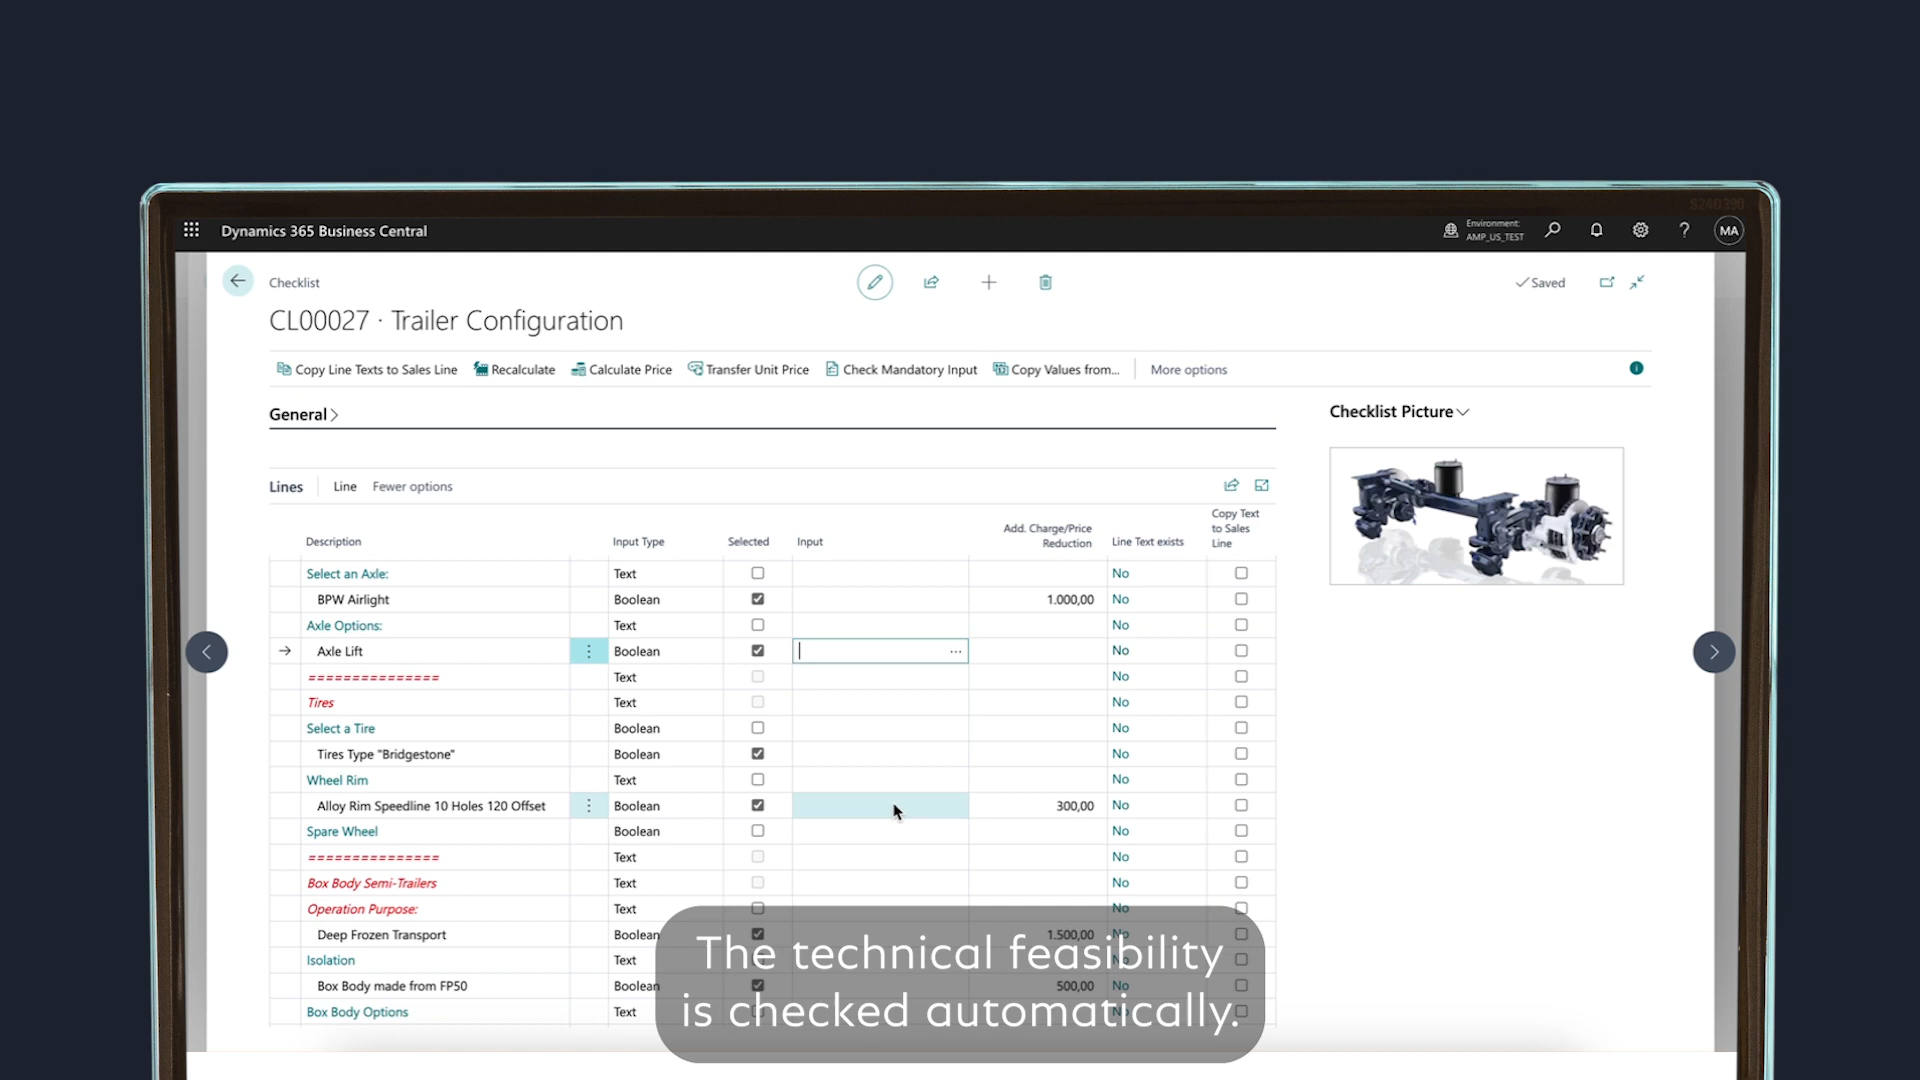 S24D390
Dynamics 365 Business Central
Environment:
AMP_US_TEST
?
MA
Checklist
Saved
CL00027 · Trailer Configuration
Copy Line Texts to Sales Line Recalculate Calculate Price Transfer Unit Price Check Mandatory Input Copy Values from... More options
General
Checklist Picture
Lines Line Fewer options
Description Input Type Selected Input Add. Charge/Price Reduction Line Text exists Copy Text to Sales Line
Select an Axle: Text No
BPW Airlight Boolean 1.000,00 No
Axle Options: Text No
Axle Lift Boolean No
=============== Text No
Tires Text No
Select a Tire Boolean No
Tires Type "Bridgestone" Boolean No
Wheel Rim Text No
Alloy Rim Speedline 10 Holes 120 Offset Boolean 300,00 No
Spare Wheel Boolean No
=============== Text No
Box Body Semi-Trailers Text No
Operation Purpose: Text No
Deep Frozen Transport Boolean 1.500,00 No
Isolation Text No
Box Body made from FP50 Boolean 500,00 No
Box Body Options Text No
The technical feasibility
is checked automatically.